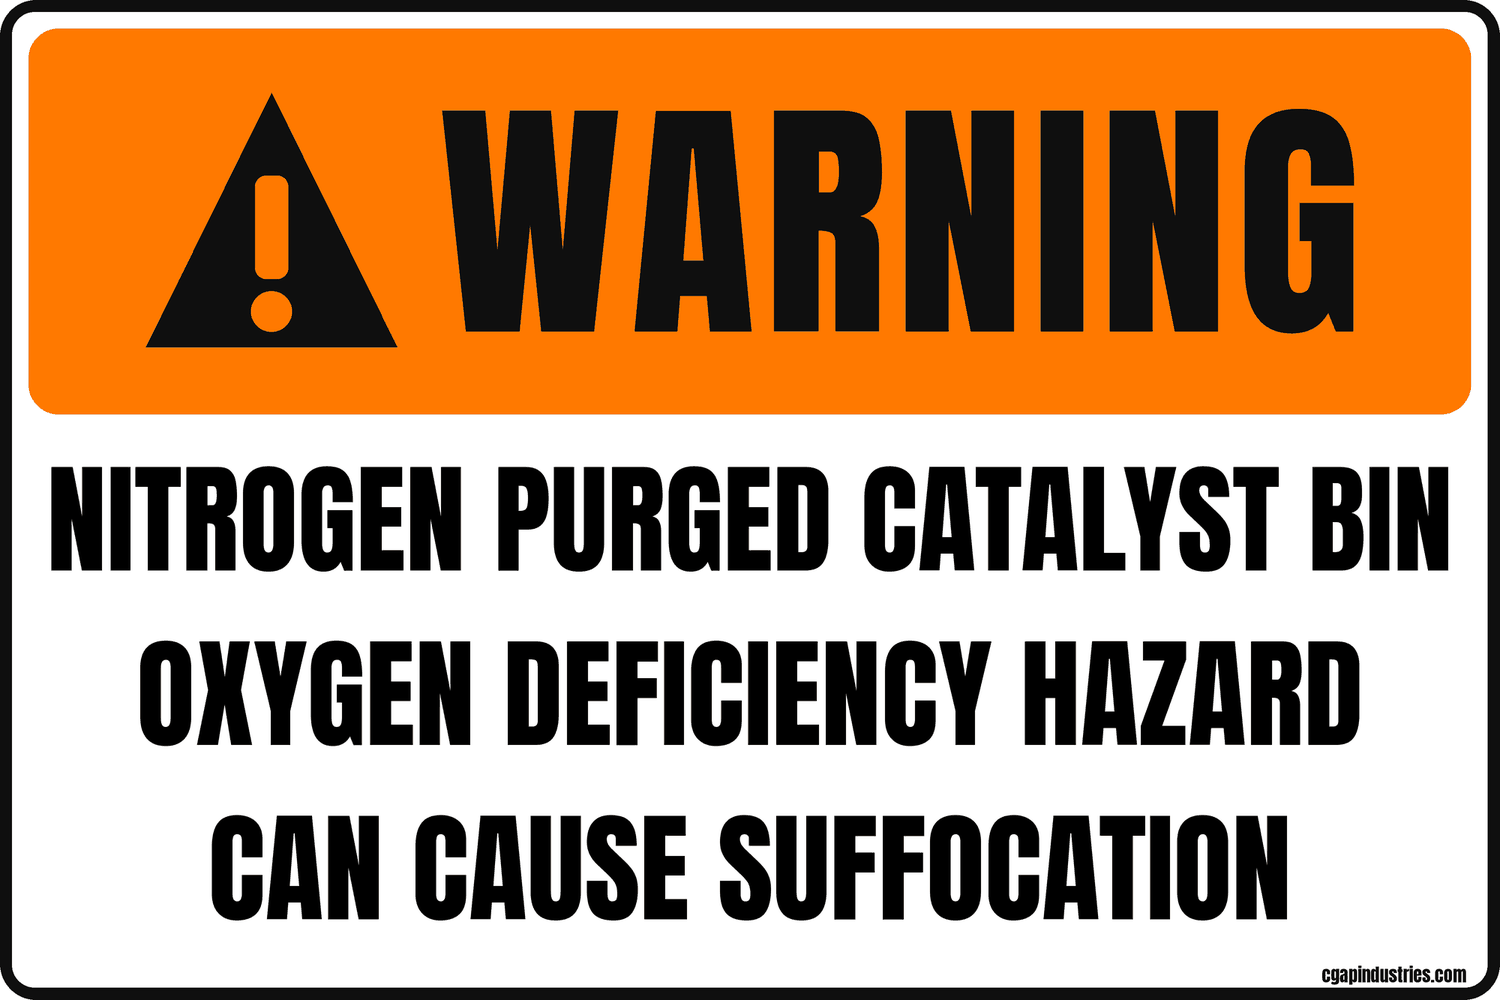 WARNING
NITROGEN PURGED CATALYST BIN
OXYGEN DEFICIENCY HAZARD
CAN CAUSE SUFFOCATION
cgapindustries.com